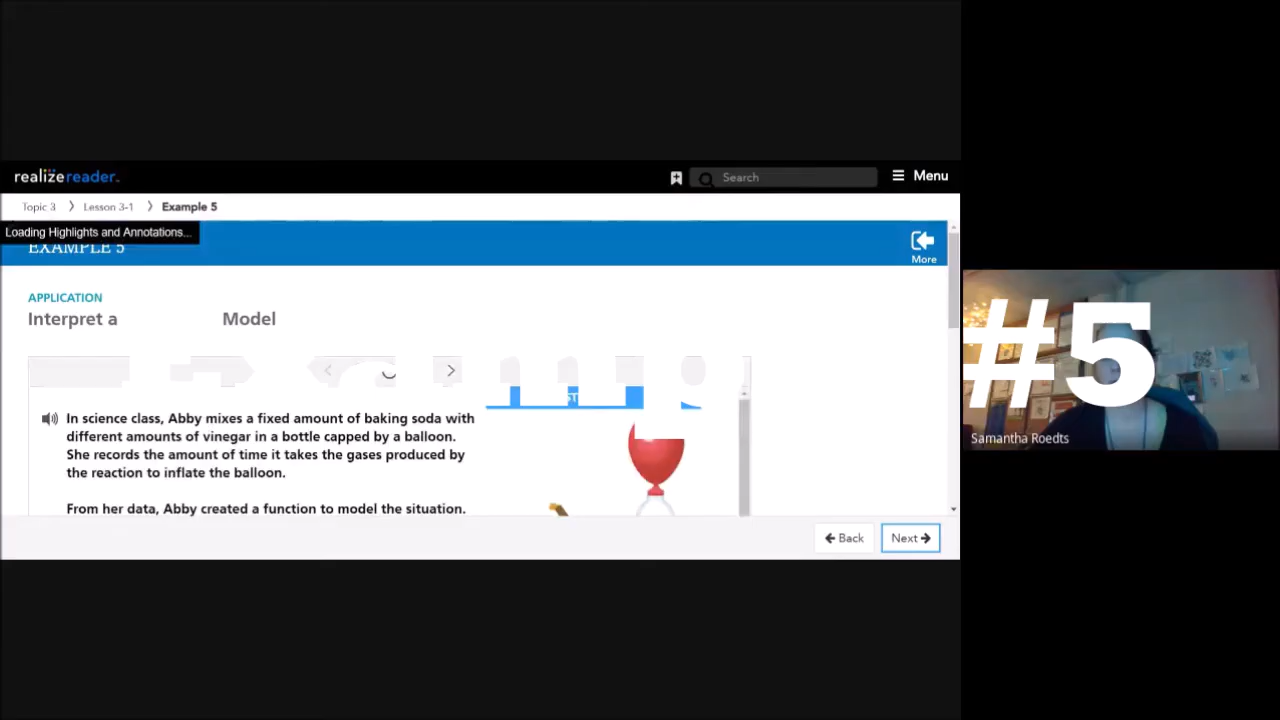 realizereader
Search
Menu
Topic 3 Lesson 3-1 Example 5
Loading Highlights and Annotations...
EXAMPLE 5
More
APPLICATION
Interpret a Model
In science class, Abby mixes a fixed amount of baking soda with
different amounts of vinegar in a bottle capped by a balloon.
She records the amount of time it takes the gases produced by
the reaction to inflate the balloon.
From her data, Abby created a function to model the situation.
Back
Next
#5
Samantha Roedts